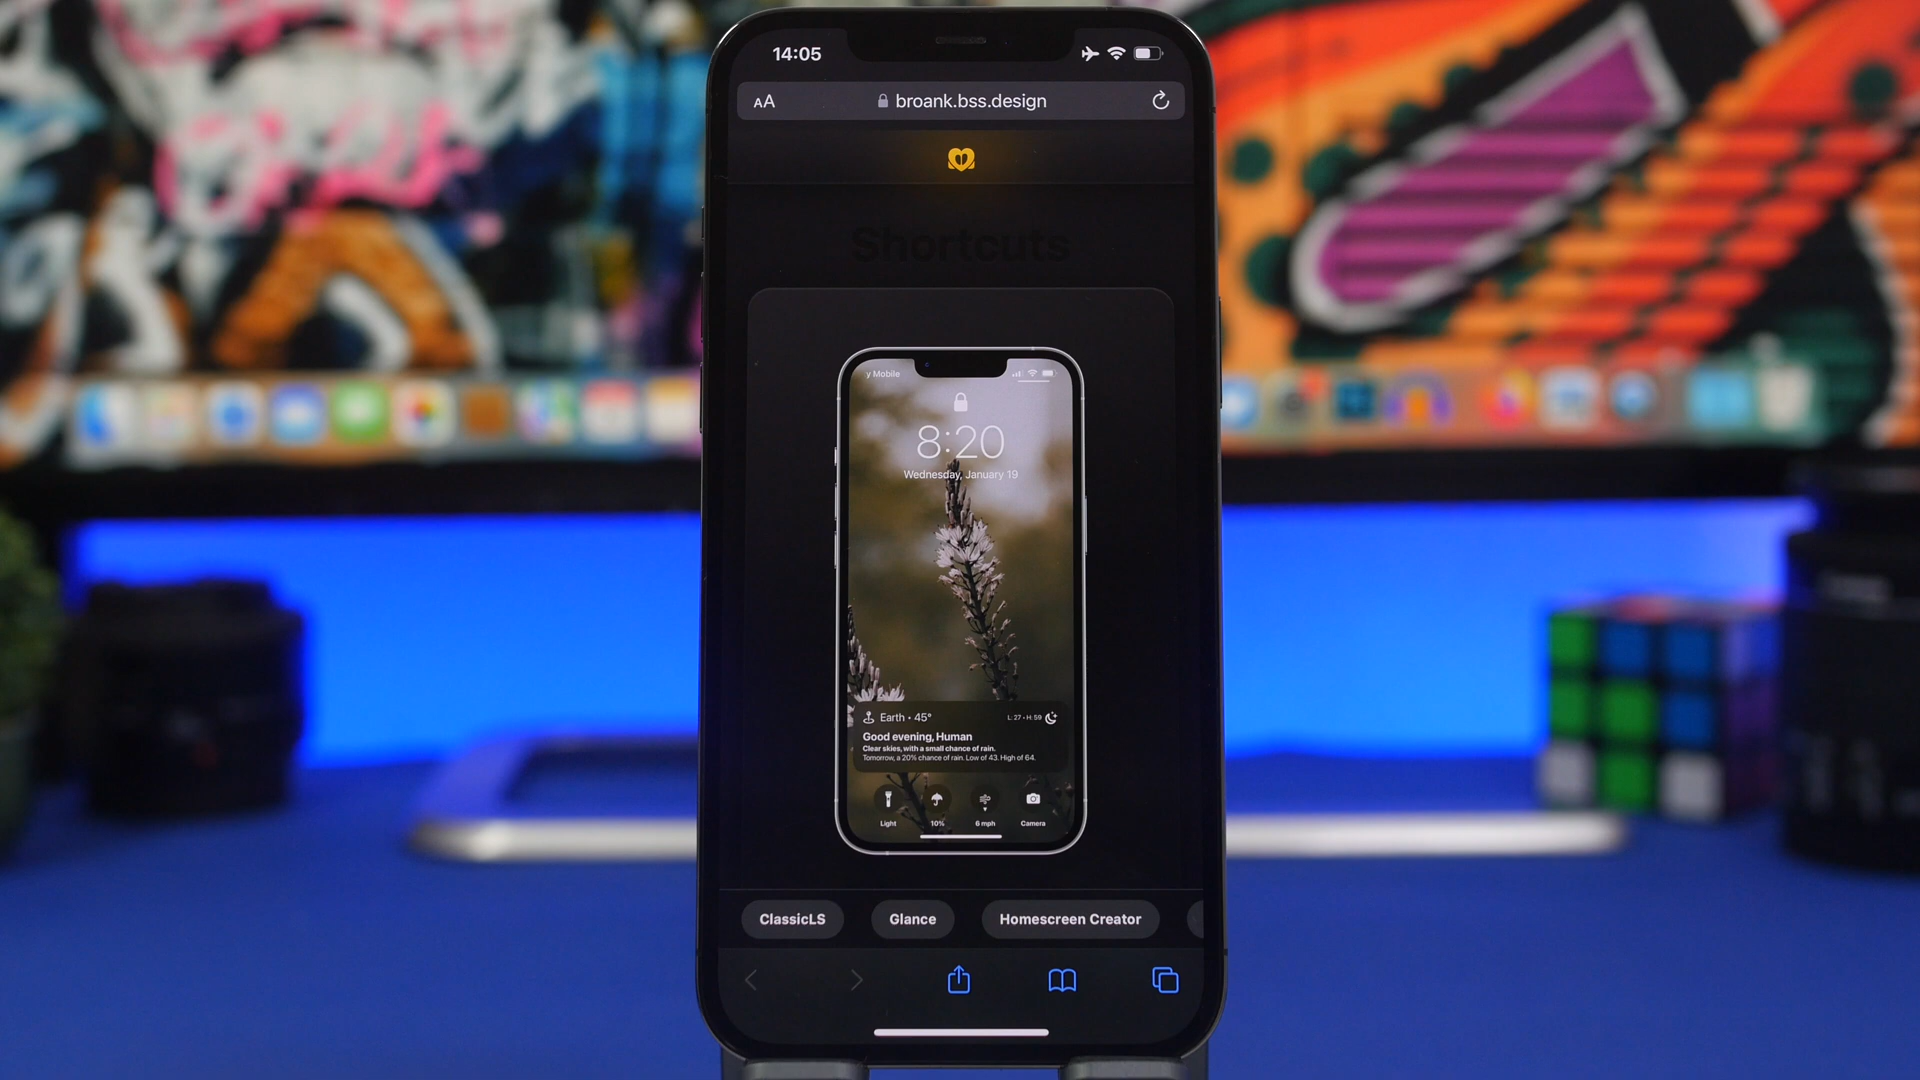 14:05
AA broank.bss.design
Shortcuts
y Mobile
8:20
Wednesday, January 19
Earth • 45° L: 27 • H: 59
Good evening, Human
Clear skies, with a small chance of rain.
Tomorrow, a 20% chance of rain. Low of 43. High of 64.
Light 10% 6 mph Camera
ClassicLS Glance Homescreen Creator